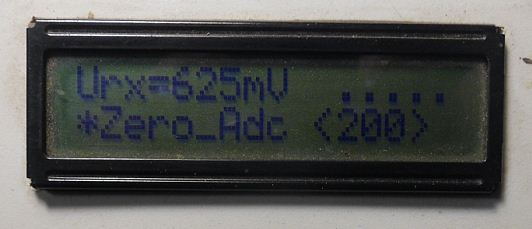 Urx=625mV .....
*Zero_Adc <200>